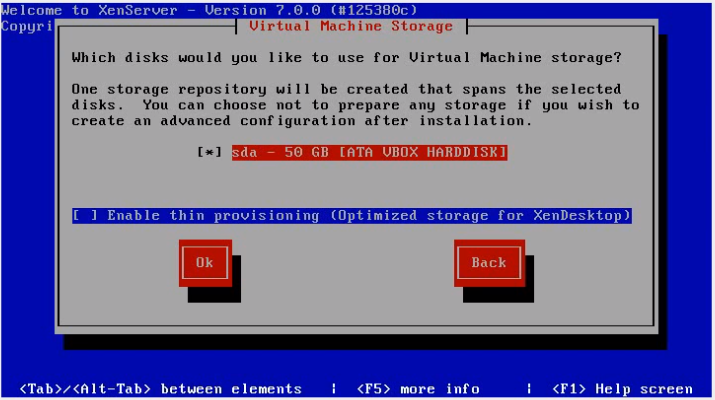 Welcome to XenServer - Version 7.0.0 (#125380c)
Copyri
Virtual Machine Storage
Which disks would you like to use for Virtual Machine storage?
One storage repository will be created that spans the selected
disks.  You can choose not to prepare any storage if you wish to
create an advanced configuration after installation.
[*] sda - 50 GB [ATA VBOX HARDDISK]
[ ] Enable thin provisioning (Optimized storage for XenDesktop)
Ok Back
<Tab>/<Alt-Tab> between elements | <F5> more info | <F1> Help screen